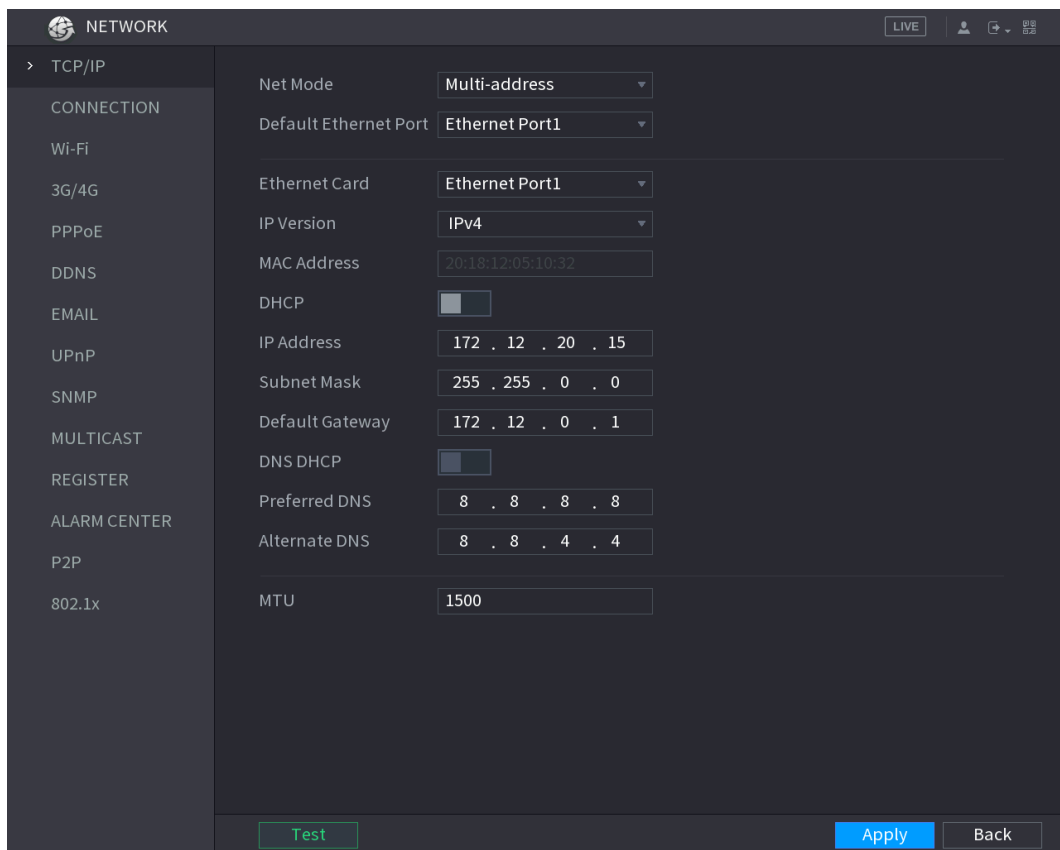 NETWORK
LIVE
TCP/IP
CONNECTION
Wi-Fi
3G/4G
PPPoE
DDNS
EMAIL
UPnP
SNMP
MULTICAST
REGISTER
ALARM CENTER
P2P
802.1x
Net Mode Multi-address
Default Ethernet Port Ethernet Port1
Ethernet Card Ethernet Port1
IP Version IPv4
MAC Address 20:18:12:05:10:32
DHCP
IP Address 172 . 12 . 20 . 15
Subnet Mask 255 . 255 . 0 . 0
Default Gateway 172 . 12 . 0 . 1
DNS DHCP
Preferred DNS 8 . 8 . 8 . 8
Alternate DNS 8 . 8 . 4 . 4
MTU 1500
Test Apply Back